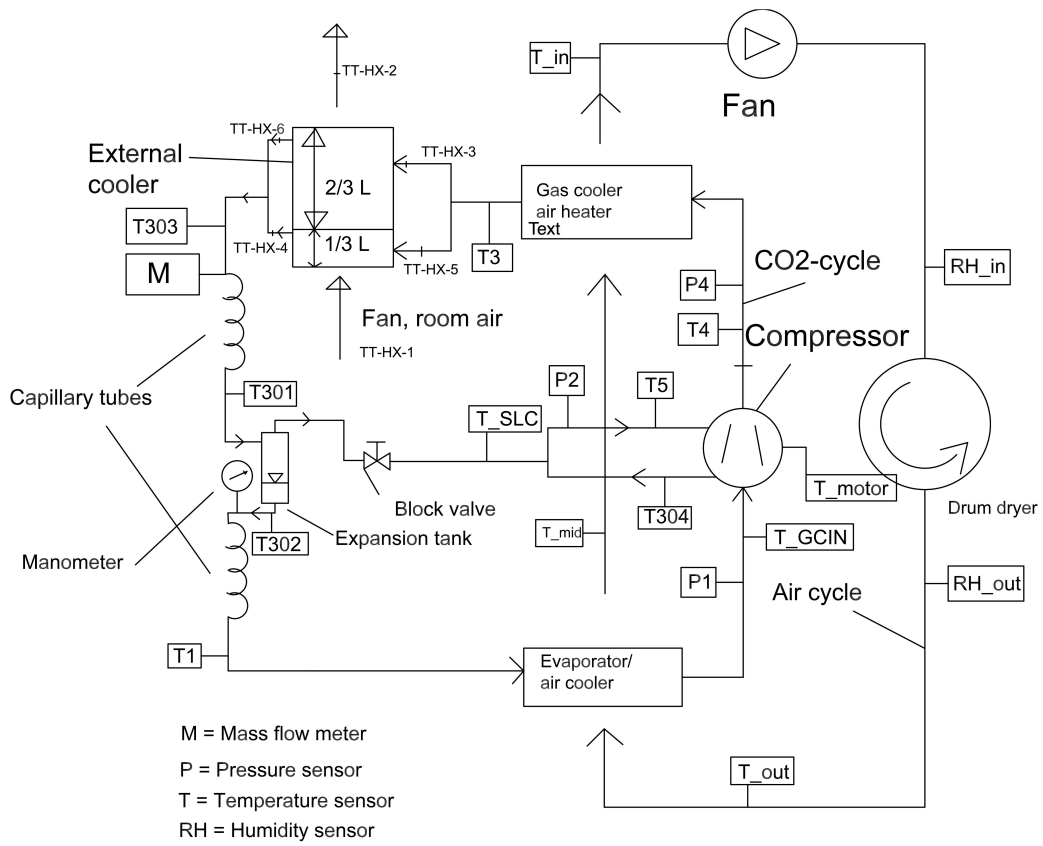 T_in
Fan
TT-HX-2
TT-HX-6
TT-HX-3
External
cooler
2/3 L
Gas cooler
air heater
Text
T303
TT-HX-4
1/3 L
TT-HX-5
T3
M
CO2-cycle
RH_in
P4
T4
Fan, room air
TT-HX-1
Compressor
Capillary tubes
T301
P2
T5
T_SLC
T_motor
Block valve
Drum dryer
T304
T302
Expansion tank
T_mid
T_GCIN
Manometer
P1
Air cycle
RH_out
T1
Evaporator/
air cooler
M = Mass flow meter
P = Pressure sensor
T_out
T = Temperature sensor
RH = Humidity sensor